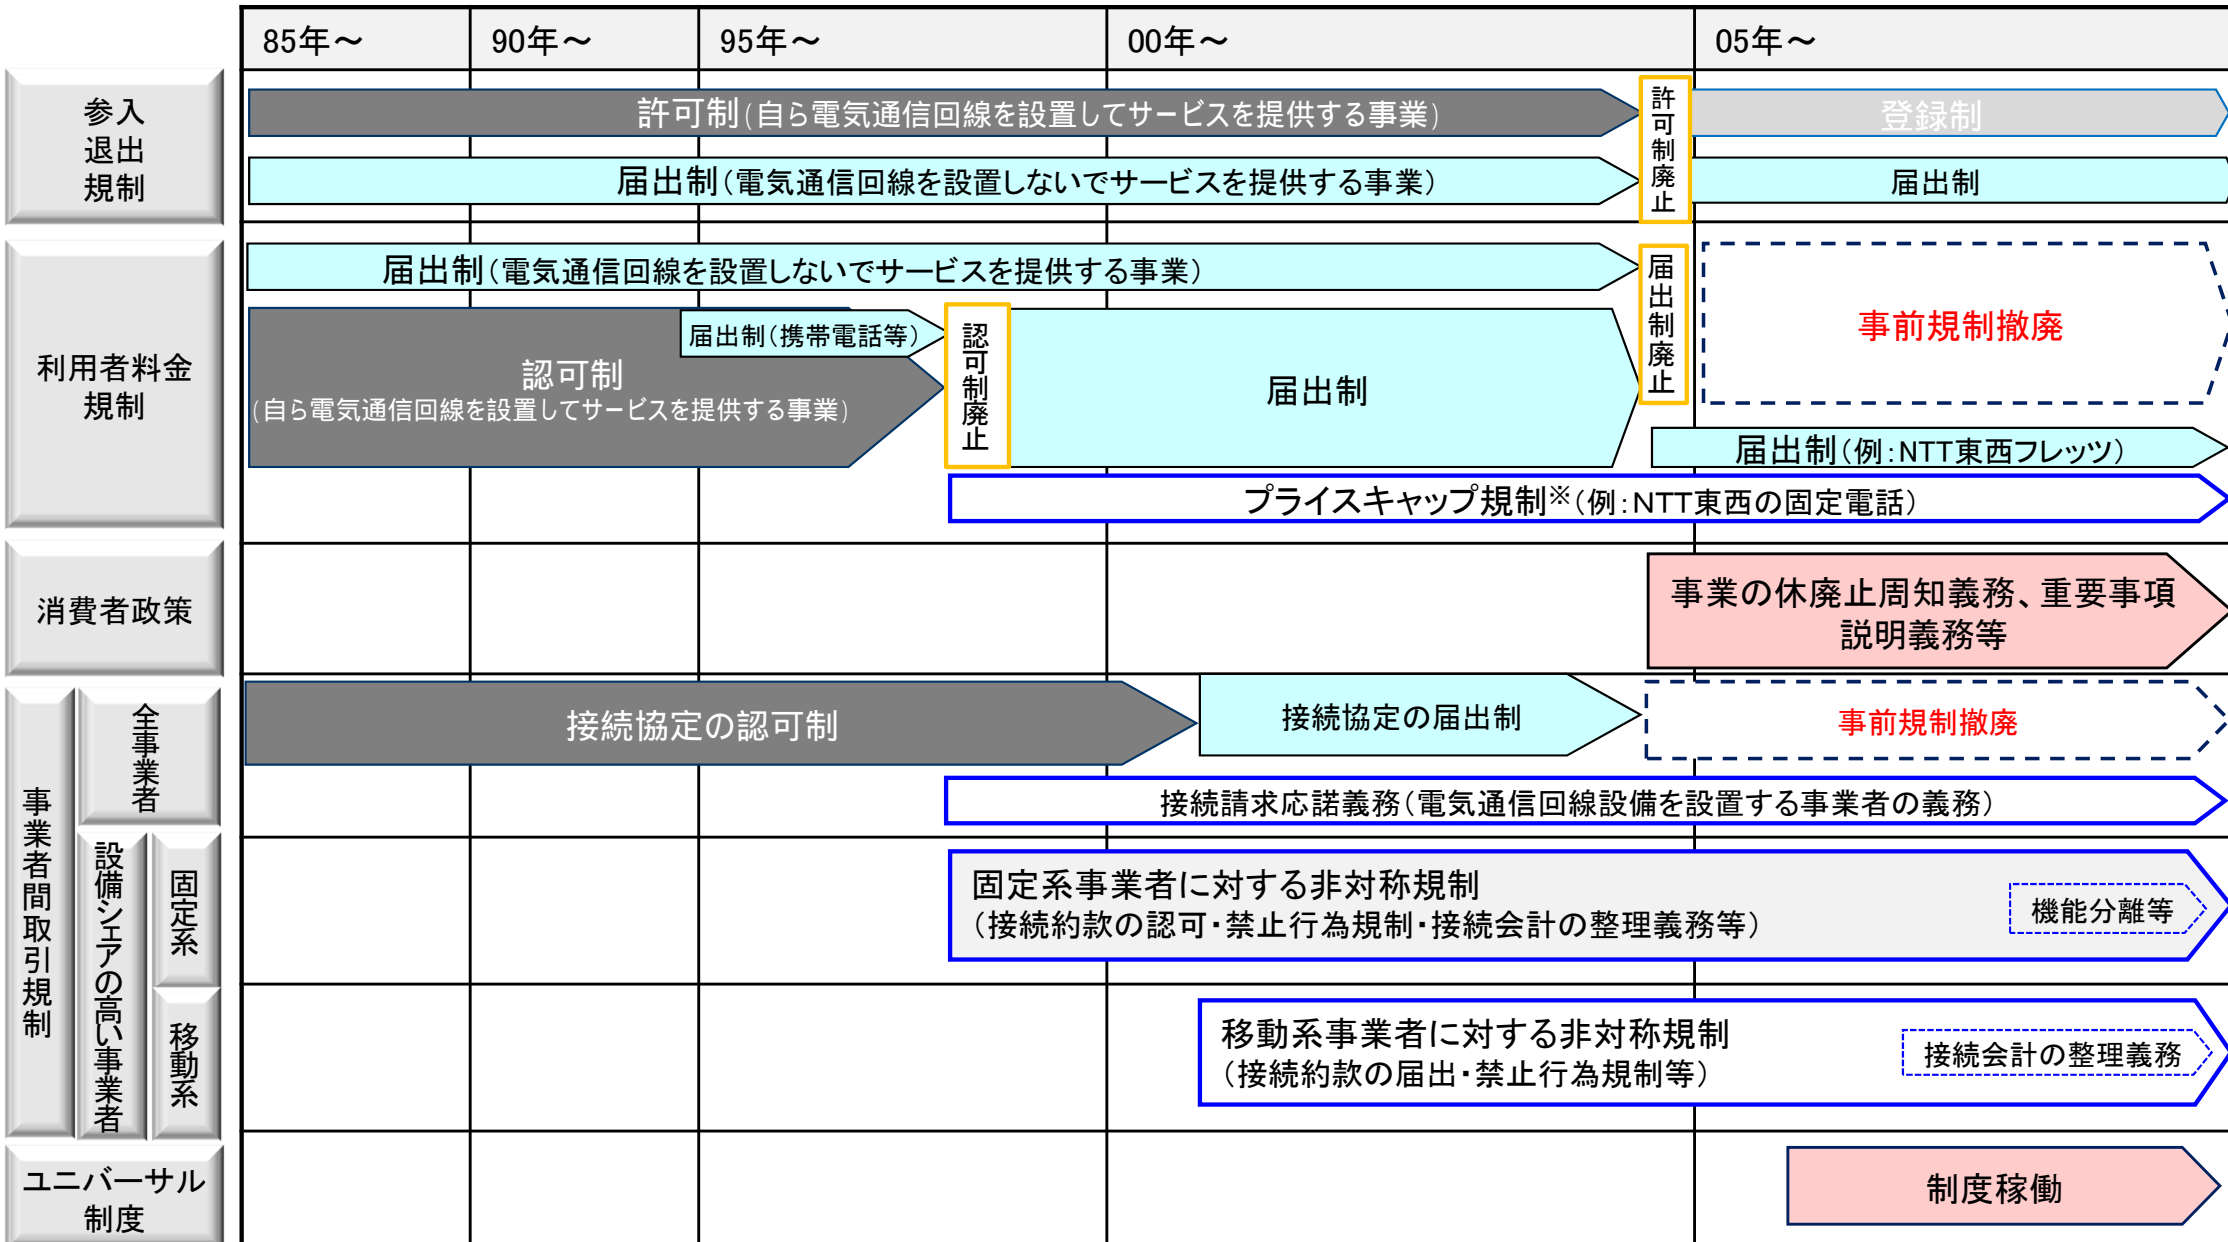 85年～
90年～
95年～
00年～
05年～
参入
退出
規制
許可制(自ら電気通信回線を設置してサービスを提供する事業)
許可制廃止
登録制
届出制(電気通信回線を設置しないでサービスを提供する事業)
届出制
利用者料金
規制
届出制(電気通信回線を設置しないでサービスを提供する事業)
届出制廃止
事前規制撤廃
届出制(携帯電話等)
認可制
(自ら電気通信回線を設置してサービスを提供する事業)
認可制廃止
届出制
届出制(例:NTT東西フレッツ)
プライスキャップ規制※(例:NTT東西の固定電話)
消費者政策
事業の休廃止周知義務、重要事項
説明義務等
事業者間取引規制
全事業者
接続協定の認可制
接続協定の届出制
事前規制撤廃
接続請求応諾義務(電気通信回線設備を設置する事業者の義務)
設備シェアの高い事業者
固定系
固定系事業者に対する非対称規制
(接続約款の認可・禁止行為規制・接続会計の整理義務等)
機能分離等
移動系
移動系事業者に対する非対称規制
(接続約款の届出・禁止行為規制等)
接続会計の整理義務
ユニバーサル
制度
制度稼働